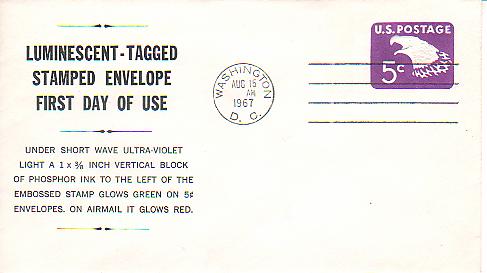 LUMINESCENT-TAGGED
STAMPED ENVELOPE
FIRST DAY OF USE
UNDER SHORT WAVE ULTRA-VIOLET
LIGHT A 1 x ⅜ INCH VERTICAL BLOCK
OF PHOSPHOR INK TO THE LEFT OF THE
EMBOSSED STAMP GLOWS GREEN ON 5¢
ENVELOPES. ON AIRMAIL IT GLOWS RED.
WASHINGTON
AUG 15
AM
1967
D. C.
U.S. POSTAGE
5c